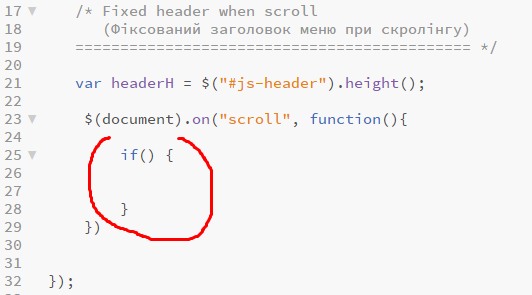 17 /* Fixed header when scroll
18 (Фіксований заголовок меню при скролінгу)
19 ============================================ */
20
21 var headerH = $("#js-header").height();
22
23 $(document).on("scroll", function(){
24
25 if() {
26
27
28 }
29 })
30
31
32 });